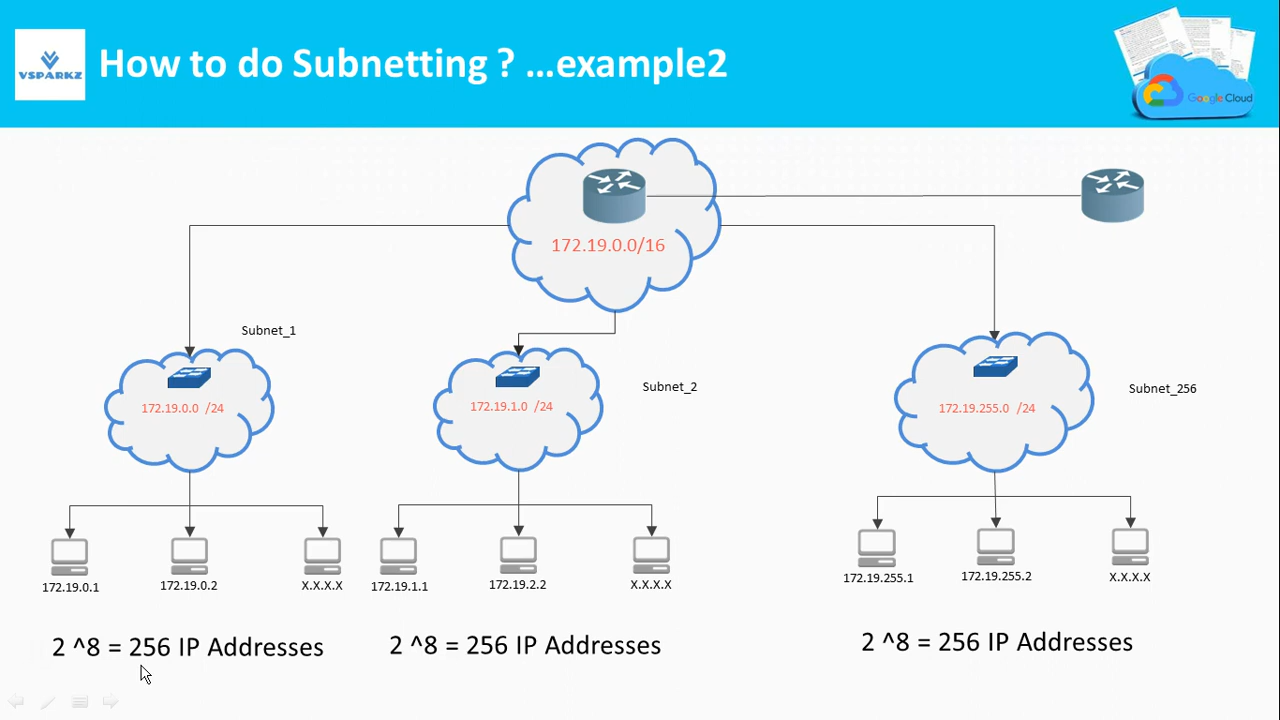 VSPARKZ
How to do Subnetting ? ...example2
Google Cloud
172.19.0.0/16
Subnet_1
Subnet_2
Subnet_256
172.19.0.0 /24
172.19.1.0 /24
172.19.255.0 /24
172.19.0.1
172.19.0.2
X.X.X.X
172.19.1.1
172.19.2.2
X.X.X.X
172.19.255.1
172.19.255.2
X.X.X.X
2 ^8 = 256 IP Addresses
2 ^8 = 256 IP Addresses
2 ^8 = 256 IP Addresses